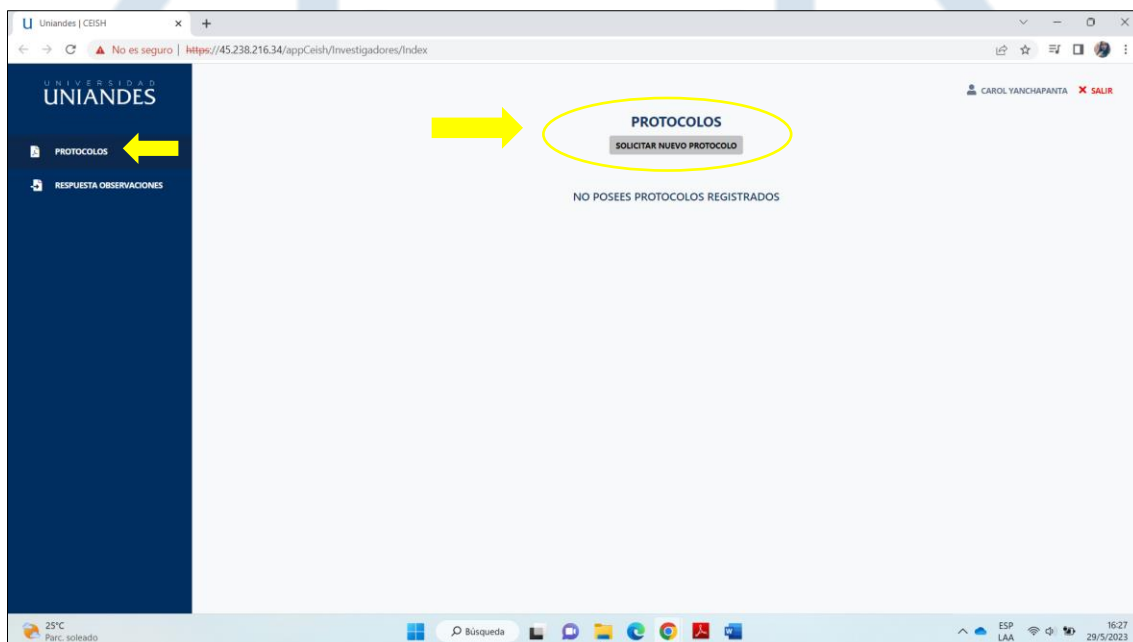 Uniandes | CEISH
No es seguro | https://45.238.216.34/appCeish/Investigadores/Index
UNIVERSIDAD
UNIANDES
CAROL YANCHAPANTA SALIR
PROTOCOLOS
SOLICITAR NUEVO PROTOCOLO
PROTOCOLOS
RESPUESTA OBSERVACIONES
NO POSEES PROTOCOLOS REGISTRADOS
25°C
Parc. soleado
Búsqueda
ESP
LAA
16:27
29/5/2023